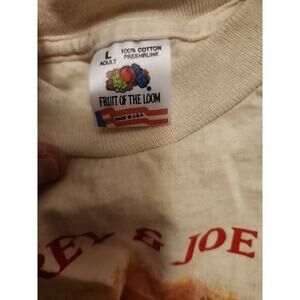 L 100% COTTON
ADULT PRESHRUNK
FRUIT OF THE LOOM
MADE IN U.S.A.
REY & JOE